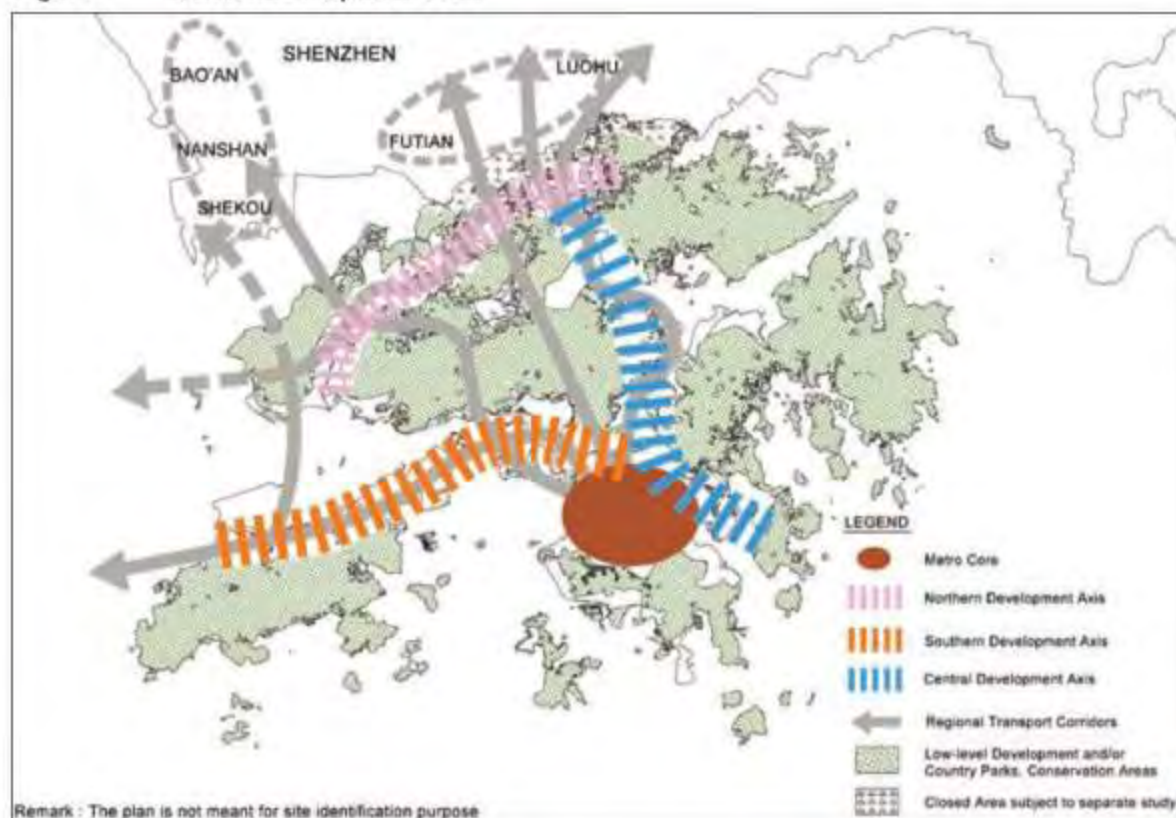 SHENZHEN
BAO'AN
LUOHU
FUTIAN
NANSHAN
SHEKOU
LEGEND
Metro Core
Northern Development Axis
Southern Development Axis
Central Development Axis
Regional Transport Corridors
Low-level Development and/or
Country Parks, Conservation Areas
Closed Area subject to separate study
Remark : The plan is not meant for site identification purpose